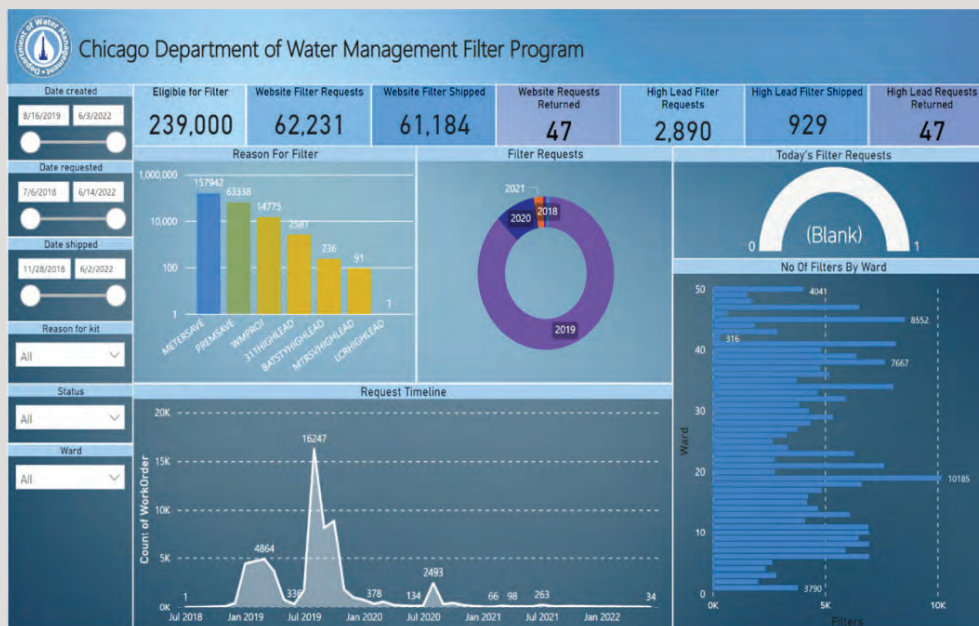 Department of Water Management
Chicago Department of Water Management Filter Program
Date created
8/16/2019 6/3/2022
Date requested
7/6/2018 6/14/2022
Date shipped
11/28/2018 6/2/2022
Reason for kit
All
Status
All
Ward
All
Eligible for Filter
239,000
Website Filter Requests
62,231
Website Filter Shipped
61,184
Website Requests
Returned
47
High Lead Filter
Requests
2,890
High Lead Filter Shipped
929
High Lead Requests
Returned
47
Reason For Filter
1,000,000
10,000
100
1
157942
63338
14775
2581
236
91
1
METERSAVE
PREMSAVE
WMPROJ
311HIGHLEAD
BATSTYHIGHLEAD
MTRSVHIGHLEAD
LCRHIGHLEAD
Filter Requests
2021
2020
2018
2019
Today's Filter Requests
0
(Blank)
1
No Of Filters By Ward
Ward
50
40
30
20
10
0
4041
8552
316
7667
10185
3790
0K 5K 10K
Filters
Request Timeline
Count of WorkOrder
20K
15K
10K
5K
0K
1
4864
336
16247
378
134
2493
66
98
263
34
Jul 2018 Jan 2019 Jul 2019 Jan 2020 Jul 2020 Jan 2021 Jul 2021 Jan 2022